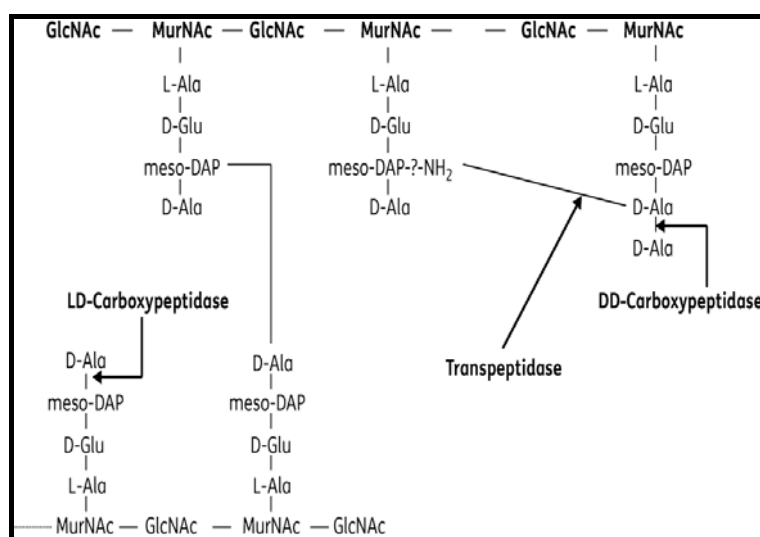 GlcNAc — MurNAc — GlcNAc — MurNAc — — GlcNAc — MurNAc
L-Ala L-Ala L-Ala
D-Glu D-Glu D-Glu
meso-DAP meso-DAP-?-NH₂ meso-DAP
D-Ala D-Ala D-Ala
D-Ala
LD-Carboxypeptidase DD-Carboxypeptidase
D-Ala D-Ala Transpeptidase
meso-DAP meso-DAP
D-Glu D-Glu
L-Ala L-Ala
MurNAc — GlcNAc — MurNAc — GlcNAc